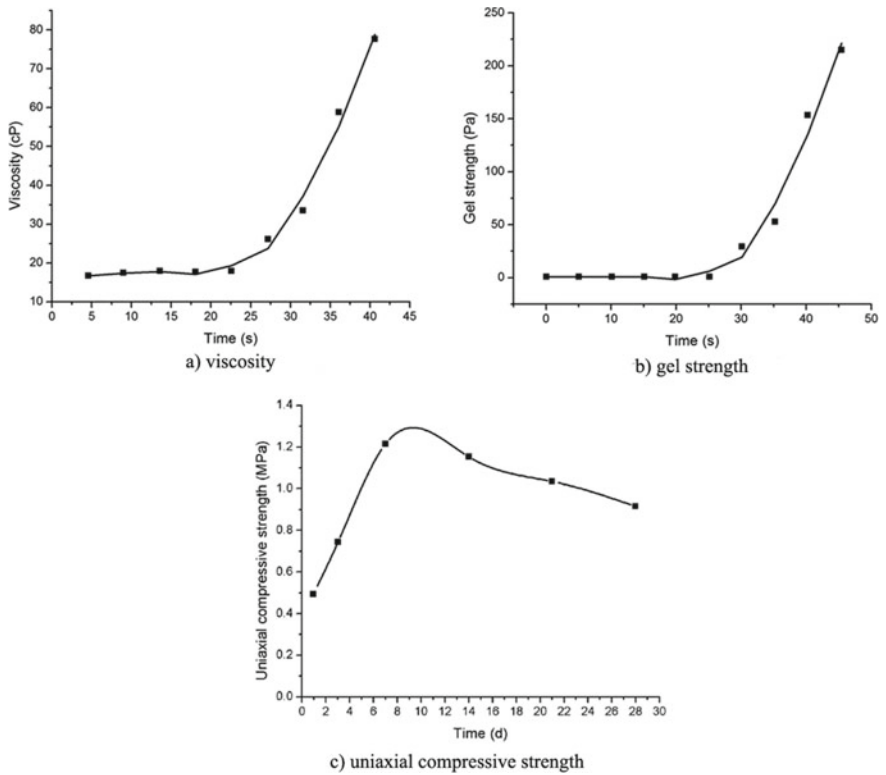 80
70
60
50
40
30
20
10
Viscosity (cP)
0 5 10 15 20 25 30 35 40 45
Time (s)
a) viscosity
250
200
150
100
50
0
Gel strength (Pa)
0 10 20 30 40 50
Time (s)
b) gel strength
1.4
1.2
1.0
0.8
0.6
0.4
0.2
0.0
Uniaxial compressive strength (MPa)
0 2 4 6 8 10 12 14 16 18 20 22 24 26 28 30
Time (d)
c) uniaxial compressive strength